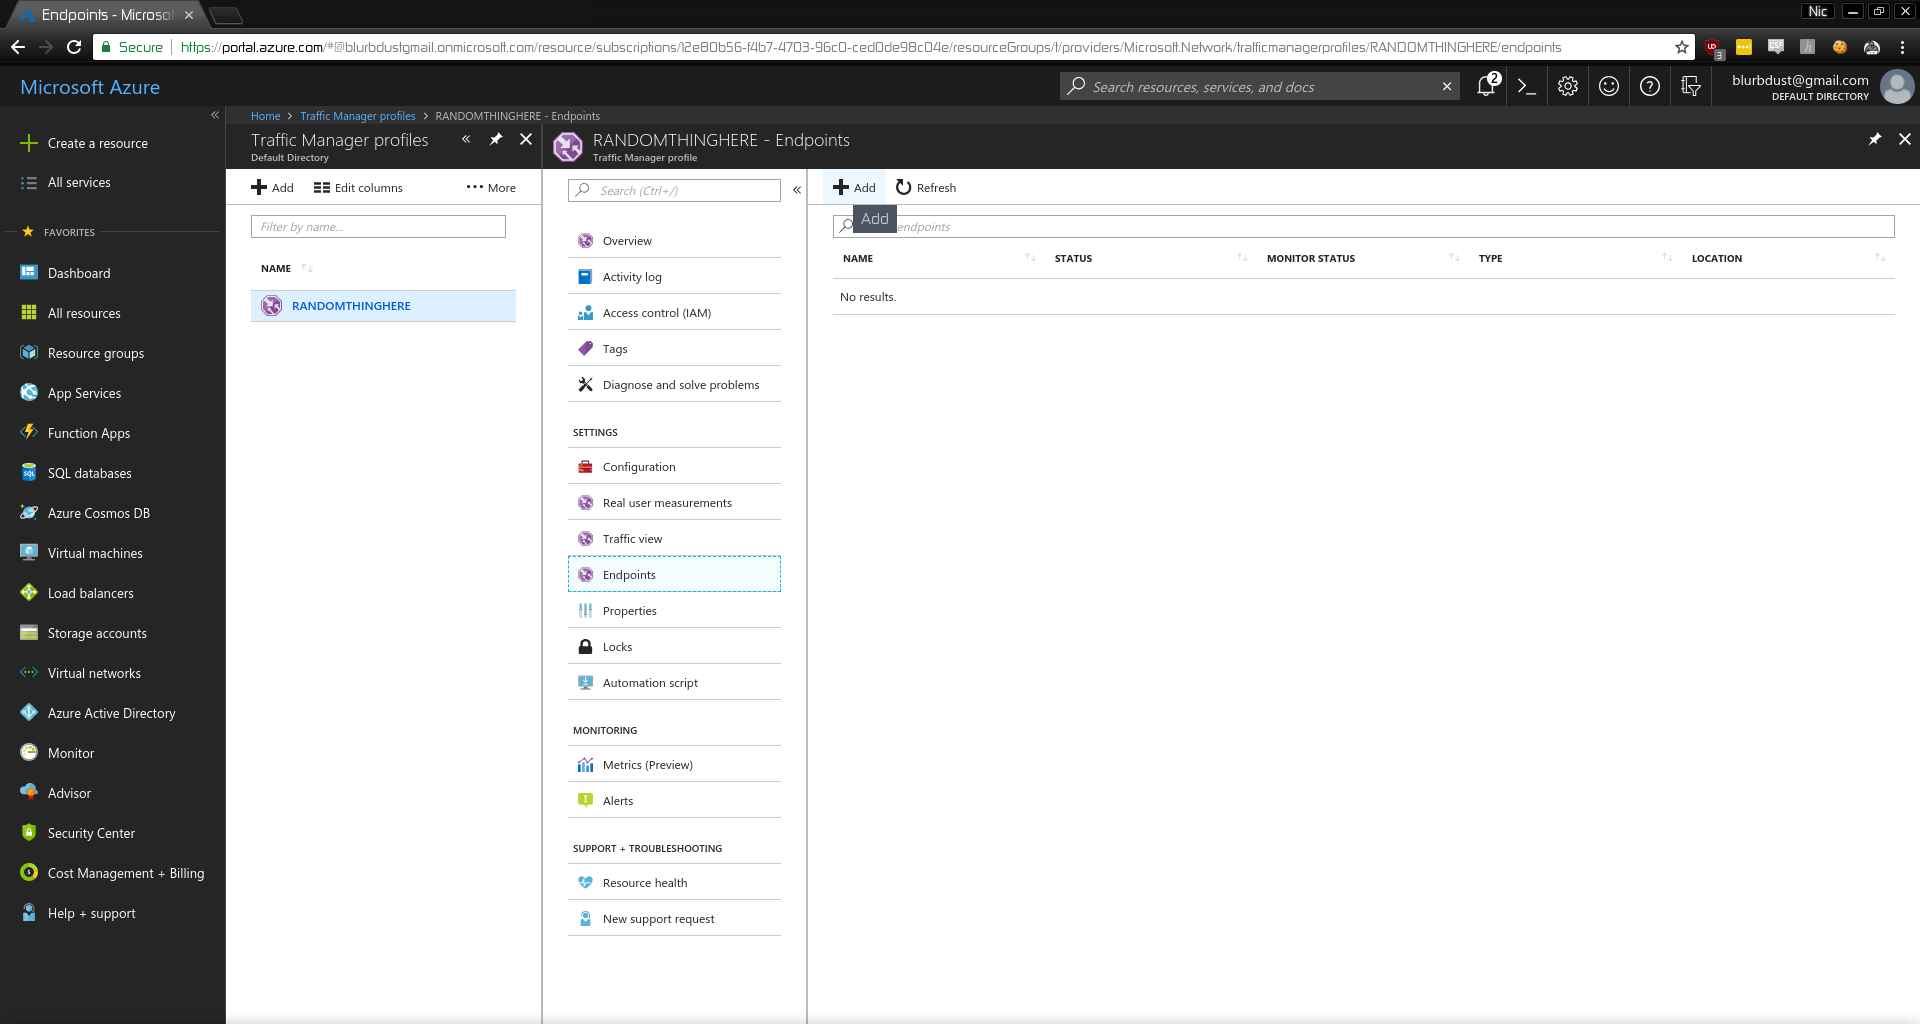 Endpoints - Microso
Nic
Secure
https://portal.azure.com/#@blurbdustgmail.onmicrosoft.com/resource/subscriptions/12e80b56-f4b7-4703-96c0-ced0de98c04e/resourceGroups/t/providers/Microsoft.Network/trafficmanagerprofiles/RANDOMTHINGHERE/endpoints
3
Microsoft Azure
Search resources, services, and docs
2
blurbdust@gmail.com
DEFAULT DIRECTORY
Create a resource
All services
FAVORITES
Dashboard
All resources
Resource groups
App Services
Function Apps
SQL databases
Azure Cosmos DB
Virtual machines
Load balancers
Storage accounts
Virtual networks
Azure Active Directory
Monitor
Advisor
Security Center
Cost Management + Billing
Help + support
Home > Traffic Manager profiles > RANDOMTHINGHERE - Endpoints
Traffic Manager profiles
Default Directory
Add
Edit columns
More
Filter by name...
NAME
RANDOMTHINGHERE
RANDOMTHINGHERE - Endpoints
Traffic Manager profile
Search (Ctrl+/)
Overview
Activity log
Access control (IAM)
Tags
Diagnose and solve problems
SETTINGS
Configuration
Real user measurements
Traffic view
Endpoints
Properties
Locks
Automation script
MONITORING
Metrics (Preview)
Alerts
SUPPORT + TROUBLESHOOTING
Resource health
New support request
Add
Refresh
Add
endpoints
NAME STATUS MONITOR STATUS TYPE LOCATION
No results.